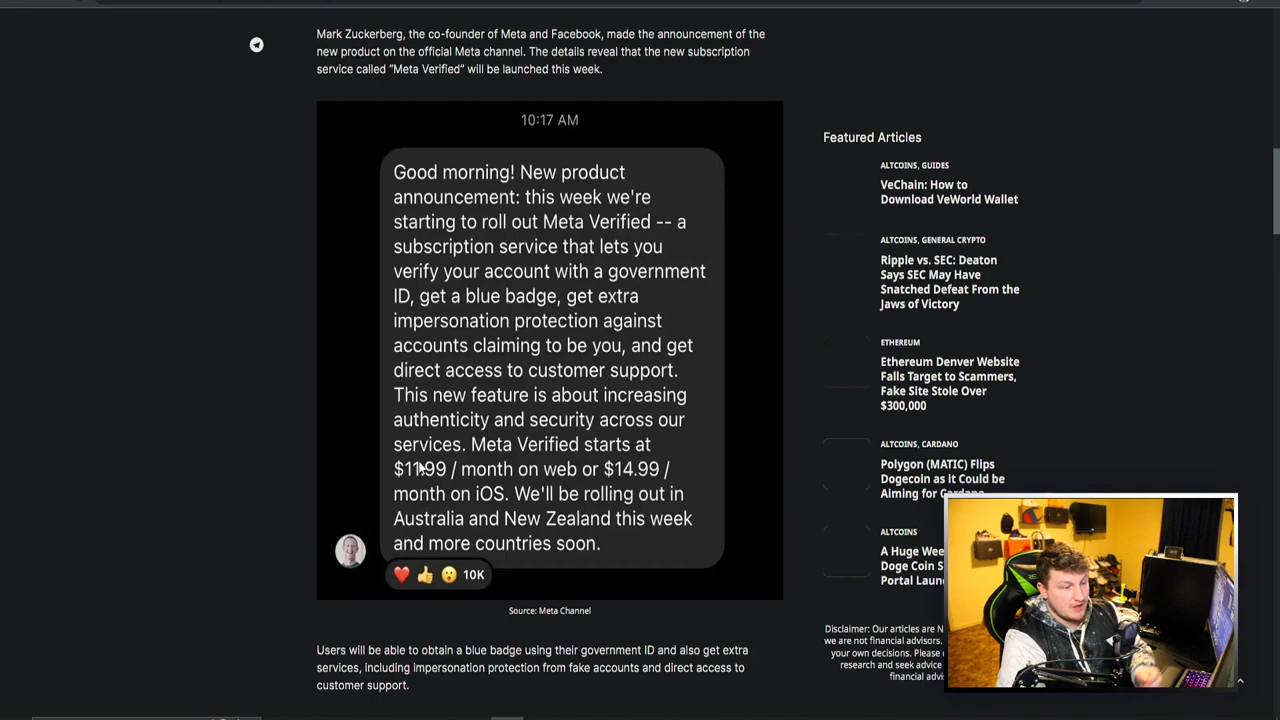 Mark Zuckerberg, the co-founder of Meta and Facebook, made the announcement of the
new product on the official Meta channel. The details reveal that the new subscription
service called “Meta Verified” will be launched this week.
10:17 AM
Good morning! New product
announcement: this week we're
starting to roll out Meta Verified -- a
subscription service that lets you
verify your account with a government
ID, get a blue badge, get extra
impersonation protection against
accounts claiming to be you, and get
direct access to customer support.
This new feature is about increasing
authenticity and security across our
services. Meta Verified starts at
$11.99 / month on web or $14.99 /
month on iOS. We'll be rolling out in
Australia and New Zealand this week
and more countries soon.
10K
Source: Meta Channel
Users will be able to obtain a blue badge using their government ID and also get extra
services, including impersonation protection from fake accounts and direct access to
customer support.
Featured Articles
ALTCOINS, GUIDES
VeChain: How to
Download VeWorld Wallet
ALTCOINS, GENERAL CRYPTO
Ripple vs. SEC: Deaton
Says SEC May Have
Snatched Defeat From the
Jaws of Victory
ETHEREUM
Ethereum Denver Website
Falls Target to Scammers,
Fake Site Stole Over
$300,000
ALTCOINS, CARDANO
Polygon (MATIC) Flips
Dogecoin as it Could be
Aiming for
ALTCOINS
A Huge
Doge Coin
Portal
Disclaimer: Our articles are
we are not financial advisors.
your own decisions. Please
research and seek advice
financial